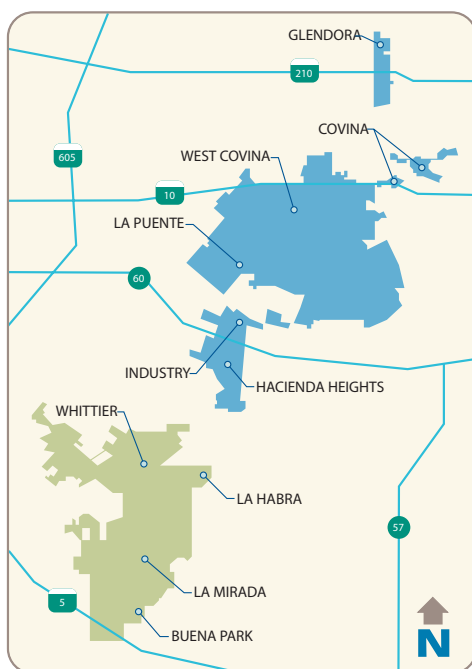 GLENDORA
210
COVINA
605
WEST COVINA
10
LA PUENTE
60
INDUSTRY
HACIENDA HEIGHTS
WHITTIER
LA HABRA
57
LA MIRADA
5
BUENA PARK
N